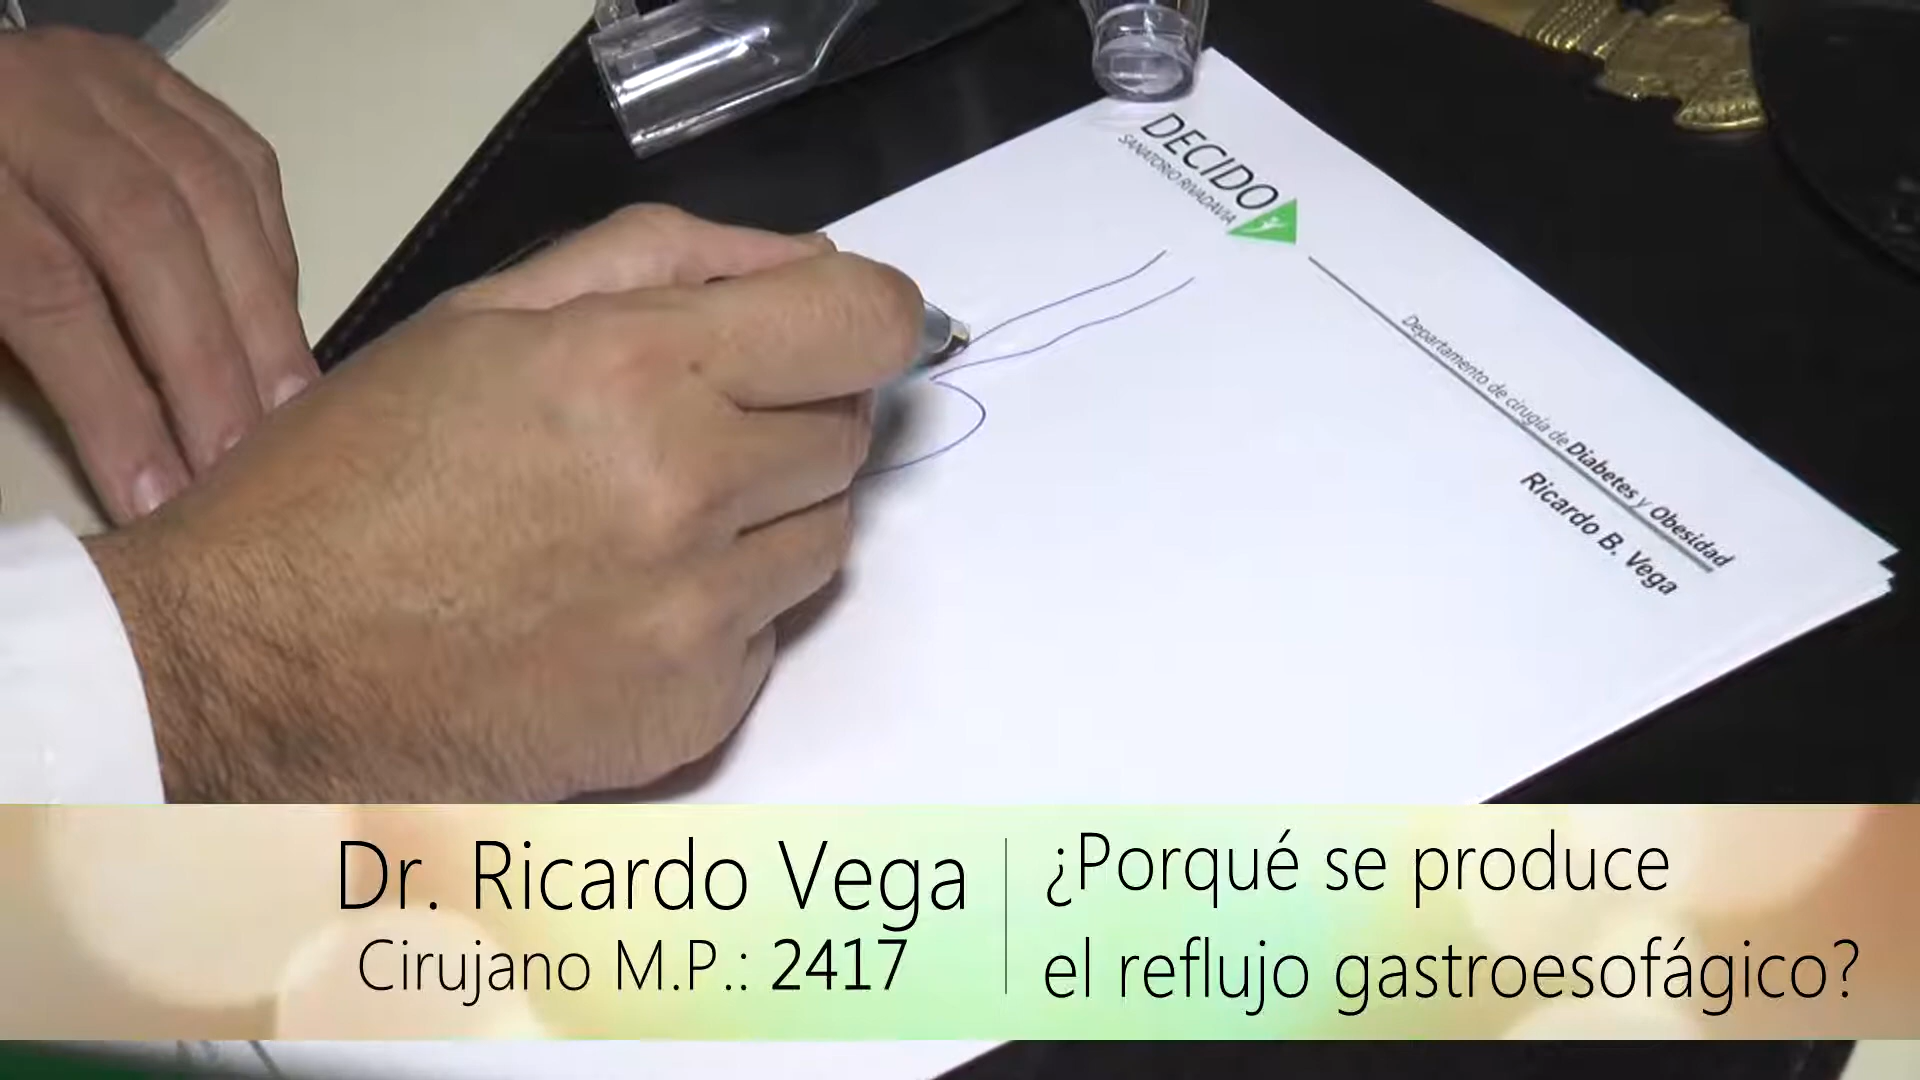 DECIDO
SANATORIO RIVADAVIA
Departamento de cirugía de Diabetes y Obesidad
Ricardo B. Vega
Dr. Ricardo Vega
Cirujano M.P.: 2417
¿Porqué se produce
el reflujo gastroesofágico?